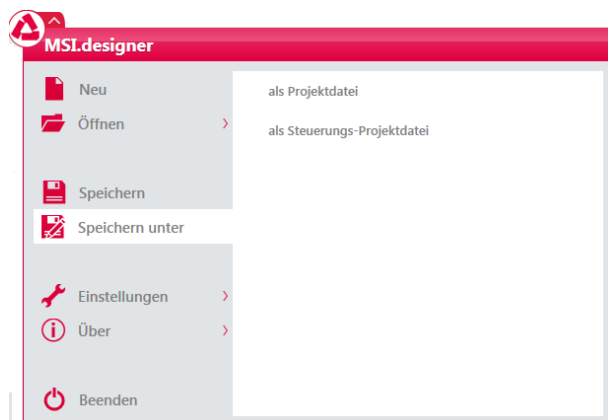 MSI.designer
Neu
Öffnen
Speichern
Speichern unter
Einstellungen
Über
Beenden
als Projektdatei
als Steuerungs-Projektdatei